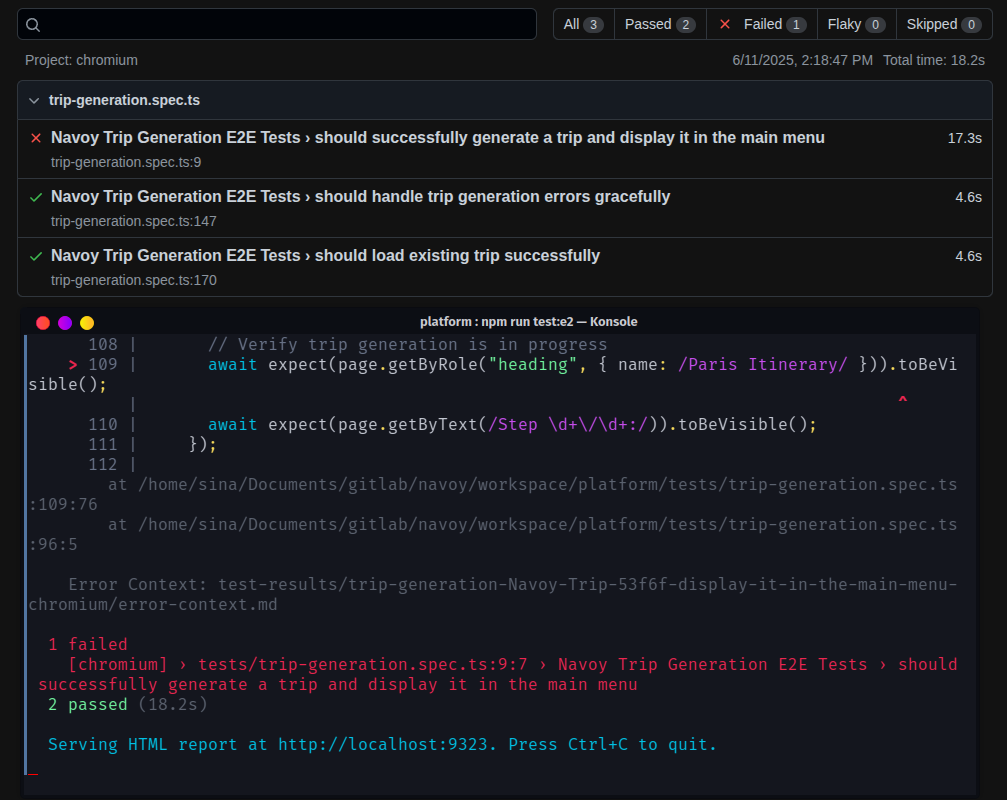 All 3 Passed 2 Failed 1 Flaky 0 Skipped 0
Project: chromium 6/11/2025, 2:18:47 PM Total time: 18.2s
trip-generation.spec.ts
Navoy Trip Generation E2E Tests › should successfully generate a trip and display it in the main menu 17.3s
trip-generation.spec.ts:9
Navoy Trip Generation E2E Tests › should handle trip generation errors gracefully 4.6s
trip-generation.spec.ts:147
Navoy Trip Generation E2E Tests › should load existing trip successfully 4.6s
trip-generation.spec.ts:170
platform : npm run test:e2 — Konsole
108 | // Verify trip generation is in progress
> 109 | await expect(page.getByRole("heading", { name: /Paris Itinerary/ })).toBeVi
sible();
| ^
110 | await expect(page.getByText(/Step \d+\/\d+:/)).toBeVisible();
111 | });
112 |
at /home/sina/Documents/gitlab/navoy/workspace/platform/tests/trip-generation.spec.ts
:109:76
at /home/sina/Documents/gitlab/navoy/workspace/platform/tests/trip-generation.spec.ts
:96:5
Error Context: test-results/trip-generation-Navoy-Trip-53f6f-display-it-in-the-main-menu-
chromium/error-context.md
1 failed
[chromium] › tests/trip-generation.spec.ts:9:7 › Navoy Trip Generation E2E Tests › should
successfully generate a trip and display it in the main menu
2 passed (18.2s)
Serving HTML report at http://localhost:9323. Press Ctrl+C to quit.